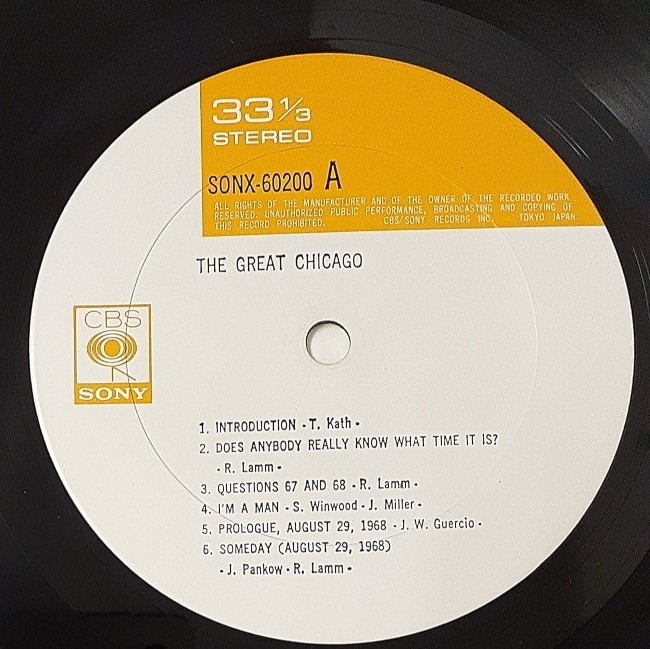 33 1/3
STEREO
SONX-60200 A
ALL RIGHTS OF THE MANUFACTURER AND OF THE OWNER OF THE RECORDED WORK
RESERVED. UNAUTHORIZED PUBLIC PERFORMANCE, BROADCASTING AND COPYING OF
THIS RECORD PROHIBITED. CBS/SONY RECORDS INC. TOKYO JAPAN.
THE GREAT CHICAGO
CBS
SONY
1. INTRODUCTION • T. Kath •
2. DOES ANYBODY REALLY KNOW WHAT TIME IT IS?
• R. Lamm •
3. QUESTIONS 67 AND 68 • R. Lamm •
4. I'M A MAN • S. Winwood • J. Miller •
5. PROLOGUE, AUGUST 29, 1968 • J. W. Guercio •
6. SOMEDAY (AUGUST 29, 1968)
• J. Pankow • R. Lamm •